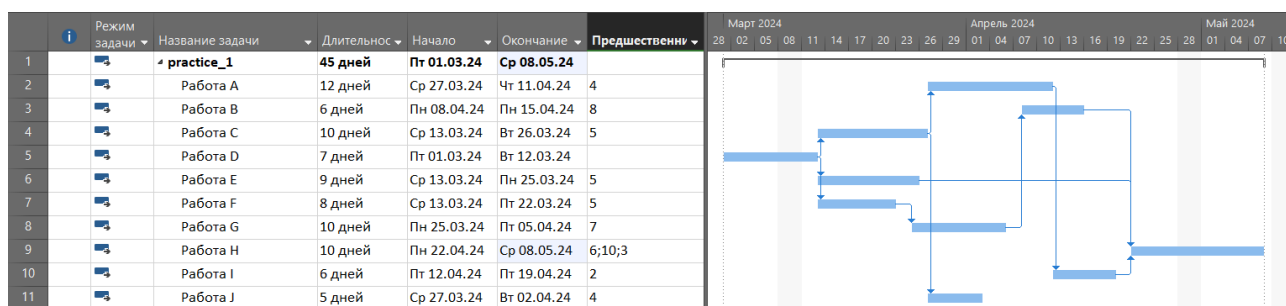 Режим задачи Название задачи Длительнос Начало Окончание Предшественни
Март 2024 Апрель 2024 Май 2024
28 02 05 08 11 14 17 20 23 26 29 01 04 07 10 13 16 19 22 25 28 01 04 07 10
1 practice_1 45 дней Пт 01.03.24 Ср 08.05.24
2 Работа A 12 дней Ср 27.03.24 Чт 11.04.24 4
3 Работа B 6 дней Пн 08.04.24 Пн 15.04.24 8
4 Работа C 10 дней Ср 13.03.24 Вт 26.03.24 5
5 Работа D 7 дней Пт 01.03.24 Вт 12.03.24
6 Работа E 9 дней Ср 13.03.24 Пн 25.03.24 5
7 Работа F 8 дней Ср 13.03.24 Пт 22.03.24 5
8 Работа G 10 дней Пн 25.03.24 Пт 05.04.24 7
9 Работа H 10 дней Пн 22.04.24 Ср 08.05.24 6;10;3
10 Работа I 6 дней Пт 12.04.24 Пт 19.04.24 2
11 Работа J 5 дней Ср 27.03.24 Вт 02.04.24 4